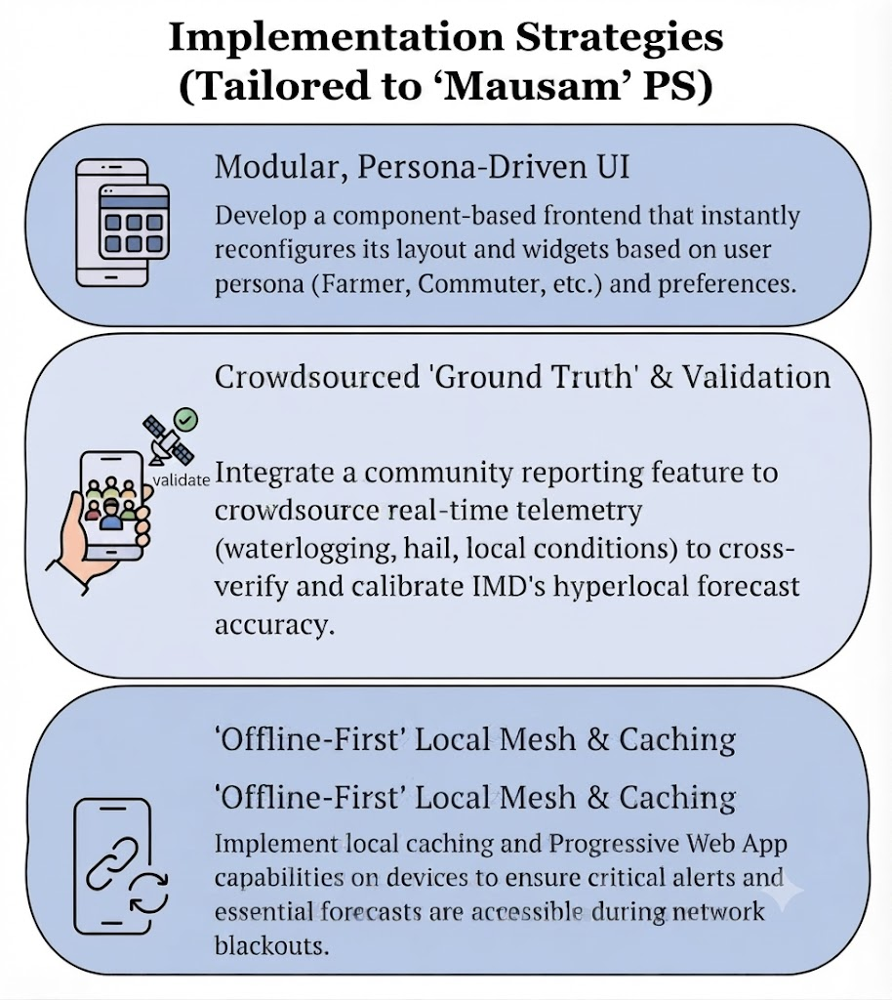 Implementation Strategies
(Tailored to ‘Mausam’ PS)
Modular, Persona-Driven UI
Develop a component-based frontend that instantly
reconfigures its layout and widgets based on user
persona (Farmer, Commuter, etc.) and preferences.
Crowdsourced 'Ground Truth' & Validation
validate
Integrate a community reporting feature to
crowdsource real-time telemetry
(waterlogging, hail, local conditions) to cross-
verify and calibrate IMD's hyperlocal forecast
accuracy.
‘Offline-First’ Local Mesh & Caching
‘Offline-First’ Local Mesh & Caching
Implement local caching and Progressive Web App
capabilities on devices to ensure critical alerts and
essential forecasts are accessible during network
blackouts.